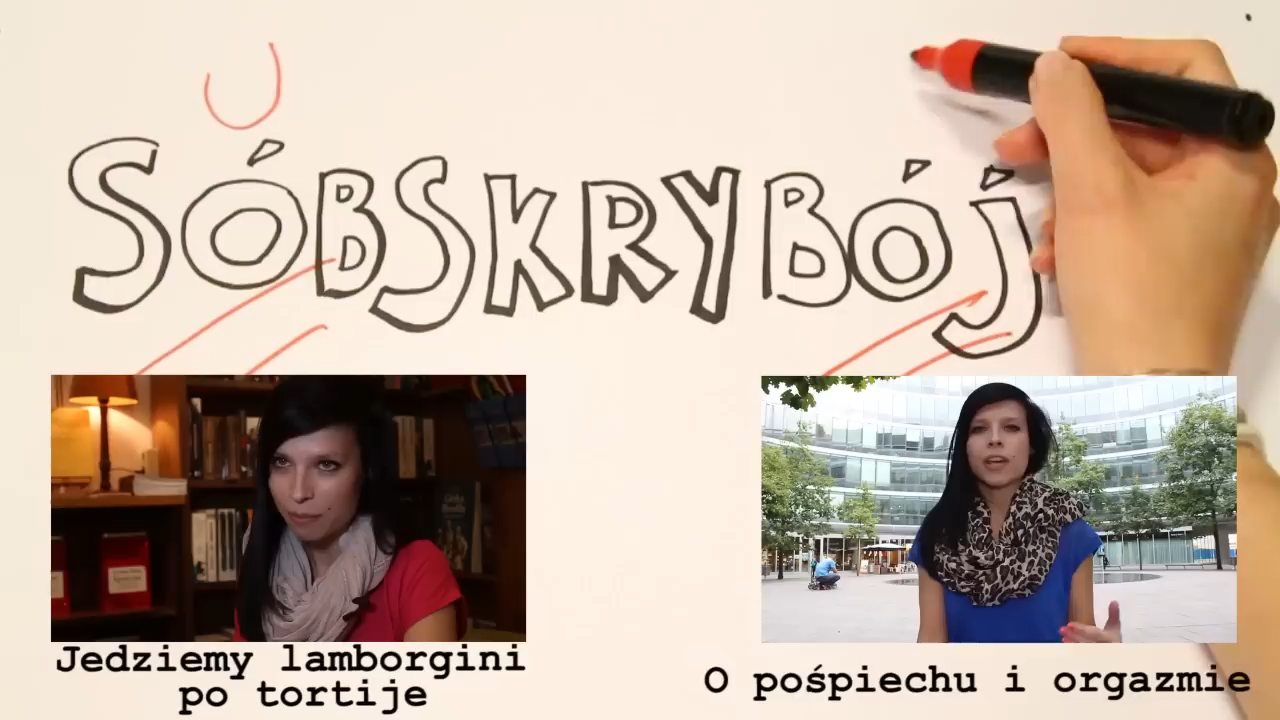 U
SÓBSKRYBÓJ
Jedziemy lamborgini
po tortije
O pośpiechu i orgazmie